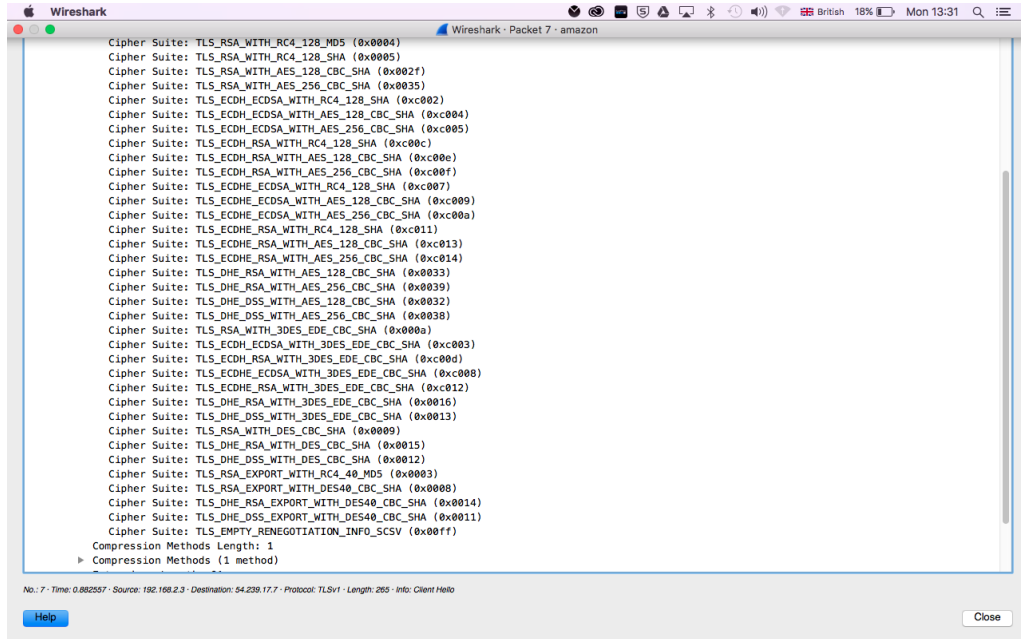 Wireshark British 18% Mon 13:31
Wireshark · Packet 7 · amazon
Cipher Suite: TLS_RSA_WITH_RC4_128_MD5 (0x0004)
Cipher Suite: TLS_RSA_WITH_RC4_128_SHA (0x0005)
Cipher Suite: TLS_RSA_WITH_AES_128_CBC_SHA (0x002f)
Cipher Suite: TLS_RSA_WITH_AES_256_CBC_SHA (0x0035)
Cipher Suite: TLS_ECDH_ECDSA_WITH_RC4_128_SHA (0xc002)
Cipher Suite: TLS_ECDH_ECDSA_WITH_AES_128_CBC_SHA (0xc004)
Cipher Suite: TLS_ECDH_ECDSA_WITH_AES_256_CBC_SHA (0xc005)
Cipher Suite: TLS_ECDH_RSA_WITH_RC4_128_SHA (0xc00c)
Cipher Suite: TLS_ECDH_RSA_WITH_AES_128_CBC_SHA (0xc00e)
Cipher Suite: TLS_ECDH_RSA_WITH_AES_256_CBC_SHA (0xc00f)
Cipher Suite: TLS_ECDHE_ECDSA_WITH_RC4_128_SHA (0xc007)
Cipher Suite: TLS_ECDHE_ECDSA_WITH_AES_128_CBC_SHA (0xc009)
Cipher Suite: TLS_ECDHE_ECDSA_WITH_AES_256_CBC_SHA (0xc00a)
Cipher Suite: TLS_ECDHE_RSA_WITH_RC4_128_SHA (0xc011)
Cipher Suite: TLS_ECDHE_RSA_WITH_AES_128_CBC_SHA (0xc013)
Cipher Suite: TLS_ECDHE_RSA_WITH_AES_256_CBC_SHA (0xc014)
Cipher Suite: TLS_DHE_RSA_WITH_AES_128_CBC_SHA (0x0033)
Cipher Suite: TLS_DHE_RSA_WITH_AES_256_CBC_SHA (0x0039)
Cipher Suite: TLS_DHE_DSS_WITH_AES_128_CBC_SHA (0x0032)
Cipher Suite: TLS_DHE_DSS_WITH_AES_256_CBC_SHA (0x0038)
Cipher Suite: TLS_RSA_WITH_3DES_EDE_CBC_SHA (0x000a)
Cipher Suite: TLS_ECDH_ECDSA_WITH_3DES_EDE_CBC_SHA (0xc003)
Cipher Suite: TLS_ECDH_RSA_WITH_3DES_EDE_CBC_SHA (0xc00d)
Cipher Suite: TLS_ECDHE_ECDSA_WITH_3DES_EDE_CBC_SHA (0xc008)
Cipher Suite: TLS_ECDHE_RSA_WITH_3DES_EDE_CBC_SHA (0xc012)
Cipher Suite: TLS_DHE_RSA_WITH_3DES_EDE_CBC_SHA (0x0016)
Cipher Suite: TLS_DHE_DSS_WITH_3DES_EDE_CBC_SHA (0x0013)
Cipher Suite: TLS_RSA_WITH_DES_CBC_SHA (0x0009)
Cipher Suite: TLS_DHE_RSA_WITH_DES_CBC_SHA (0x0015)
Cipher Suite: TLS_DHE_DSS_WITH_DES_CBC_SHA (0x0012)
Cipher Suite: TLS_RSA_EXPORT_WITH_RC4_40_MD5 (0x0003)
Cipher Suite: TLS_RSA_EXPORT_WITH_DES40_CBC_SHA (0x0008)
Cipher Suite: TLS_DHE_RSA_EXPORT_WITH_DES40_CBC_SHA (0x0014)
Cipher Suite: TLS_DHE_DSS_EXPORT_WITH_DES40_CBC_SHA (0x0011)
Cipher Suite: TLS_EMPTY_RENEGOTIATION_INFO_SCSV (0x00ff)
Compression Methods Length: 1
Compression Methods (1 method)
No.: 7 · Time: 0.882557 · Source: 192.168.2.3 · Destination: 54.239.17.7 · Protocol: TLSv1 · Length: 265 · Info: Client Hello
Help Close